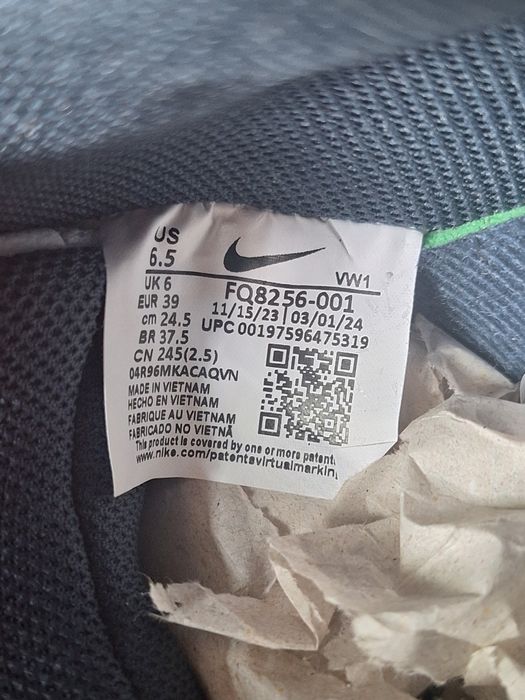 US
6.5
VW1
UK 6
EUR 39
cm 24.5
BR 37.5
CN 245(2.5)
FQ8256-001
11/15/23 | 03/01/24
UPC 00197596475319
04R96MKACAQVN
MADE IN VIETNAM
HECHO EN VIETNAM
FABRIQUE AU VIETNAM
FABRICADO NO VIETNÃ
This product is covered by one or more patent
www.nike.com/patentsvirtualmarkin